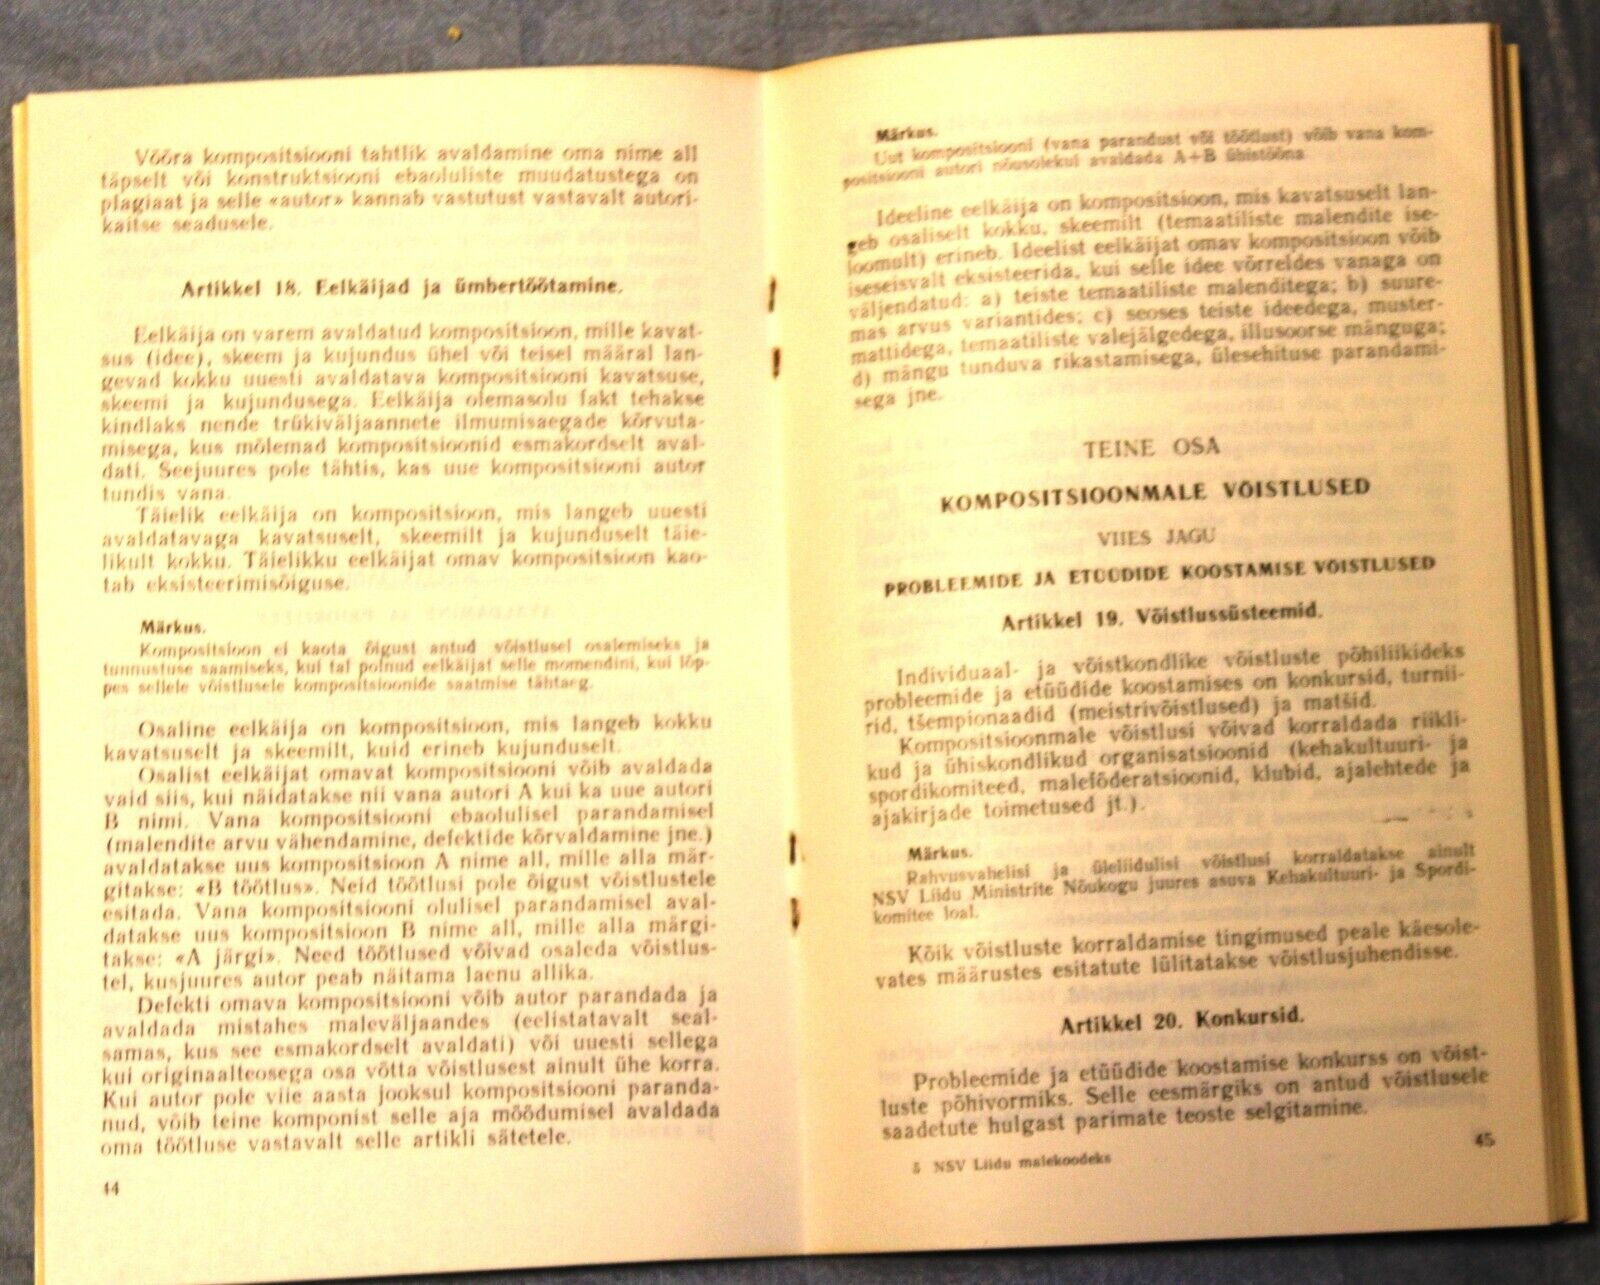 Võõra kompositsiooni tahtlik avaldamine oma nime all
täpselt või konstruktsiooni ebaoluliste muudatustega on
plagiaat ja selle «autor» kannab vastutust vastavalt autori-
kaitse seadusele.
Artikkel 18. Eelkäijad ja ümbertöötamine.
Eelkäija on varem avaldatud kompositsioon, mille kavat-
sus (idee), skeem ja kujundus ühel või teisel määral lan-
gevad kokku uuesti avaldatava kompositsiooni kavatsuse,
skeemi ja kujundusega. Eelkäija olemasolu fakt tehakse
kindlaks nende trükiväljaannete ilmumisaegade kõrvuta-
misega, kus mõlemad kompositsioonid esmakordselt aval-
dati. Seejuures pole tähtis, kas uue kompositsiooni autor
tundis vana.
Täielik eelkäija on kompositsioon, mis langeb uuesti
avaldatavaga kavatsuselt, skeemilt ja kujunduselt täie-
likult kokku. Täielikku eelkäijat omav kompositsioon kao-
tab eksisteerimisõiguse.
Märkus.
Kompositsioon ei kaota õigust antud võistlusel osalemiseks ja
tunnustuse saamiseks, kui tal polnud eelkäijat selle momendini, kui lõp-
pes sellele võistlusele kompositsioonide saatmise tähtaeg.
Osaline eelkäija on kompositsioon, mis langeb kokku
kavatsuselt ja skeemilt, kuid erineb kujunduselt.
Osalist eelkäijat omavat kompositsiooni võib avaldada
vaid siis, kui näidatakse nii vana autori A kui ka uue autori
B nimi. Vana kompositsiooni ebaolulisel parandamisel
(malendite arvu vähendamine, defektide kõrvaldamine jne.)
avaldatakse uus kompositsioon A nime all, mille alla mär-
gitakse: «B töötlus». Neid töötlusi pole õigust võistlustele
esitada. Vana kompositsiooni olulisel parandamisel aval-
datakse uus kompositsioon B nime all, mille alla märgi-
takse: «A järgi». Need töötlused võivad osaleda võistlus-
tel, kusjuures autor peab näitama laenu allika.
Defekti omava kompositsiooni võib autor parandada ja
avaldada mistahes maleväljaandes (eelistatavalt seal-
samas, kus see esmakordselt avaldati) või uuesti sellega
kui originaalteosega osa võtta võistlusest ainult ühe korra.
Kui autor pole viie aasta jooksul kompositsiooni paranda-
nud, võib teine komponist selle aja möödumisel avaldada
oma töötluse vastavalt selle artikli sätetele.
44
Märkus.
Uut kompositsiooni (vana parandust või töötlust) võib vana kom-
positsiooni autori nõusolekul avaldada A+B ühistööna
Ideeline eelkäija on kompositsioon, mis kavatsuselt lan-
geb osaliselt kokku, skeemilt (temaatiliste malendite ise-
loomult) erineb. Ideelist eelkäijat omav kompositsioon võib
iseseisvalt eksisteerida, kui selle idee võrreldes vanaga on
väljendatud: a) teiste temaatiliste malenditega; b) suure-
mas arvus variantides; c) seoses teiste ideedega, muster-
mattidega, temaatiliste valejälgedega, illusoorse mänguga;
d) mängu tunduva rikastamisega, ülesehituse parandami-
sega jne.
TEINE OSA
KOMPOSITSIOONMALE VÕISTLUSED
VIIES JAGU
PROBLEEMIDE JA ETÜÜDIDE KOOSTAMISE VÕISTLUSED
Artikkel 19. Võistlussüsteemid.
Individuaal- ja võistkondlike võistluste põhiliikideks
probleemide ja etüüdide koostamises on konkursid, turnii-
rid, tšempionaadid (meistrivõistlused) ja matšid.
Kompositsioonmale võistlusi võivad korraldada riikli-
kud ja ühiskondlikud organisatsioonid (kehakultuuri- ja
spordikomiteed, maleföderatsioonid, klubid, ajalehtede ja
ajakirjade toimetused jt.).
Märkus.
Rahvusvahelisi ja üleliidulisi võistlusi korraldatakse ainult
NSV Liidu Ministrite Nõukogu juures asuva Kehakultuuri- ja Spordi-
komitee loal.
Kõik võistluste korraldamise tingimused peale käesole-
vates määrustes esitatute lülitatakse võistlusjuhendisse.
Artikkel 20. Konkursid.
Probleemide ja etüüdide koostamise konkurss on võist-
luste põhivormiks. Selle eesmärgiks on antud võistlusele
saadetute hulgast parimate teoste selgitamine.
5 NSV Liidu malekoodeks
45